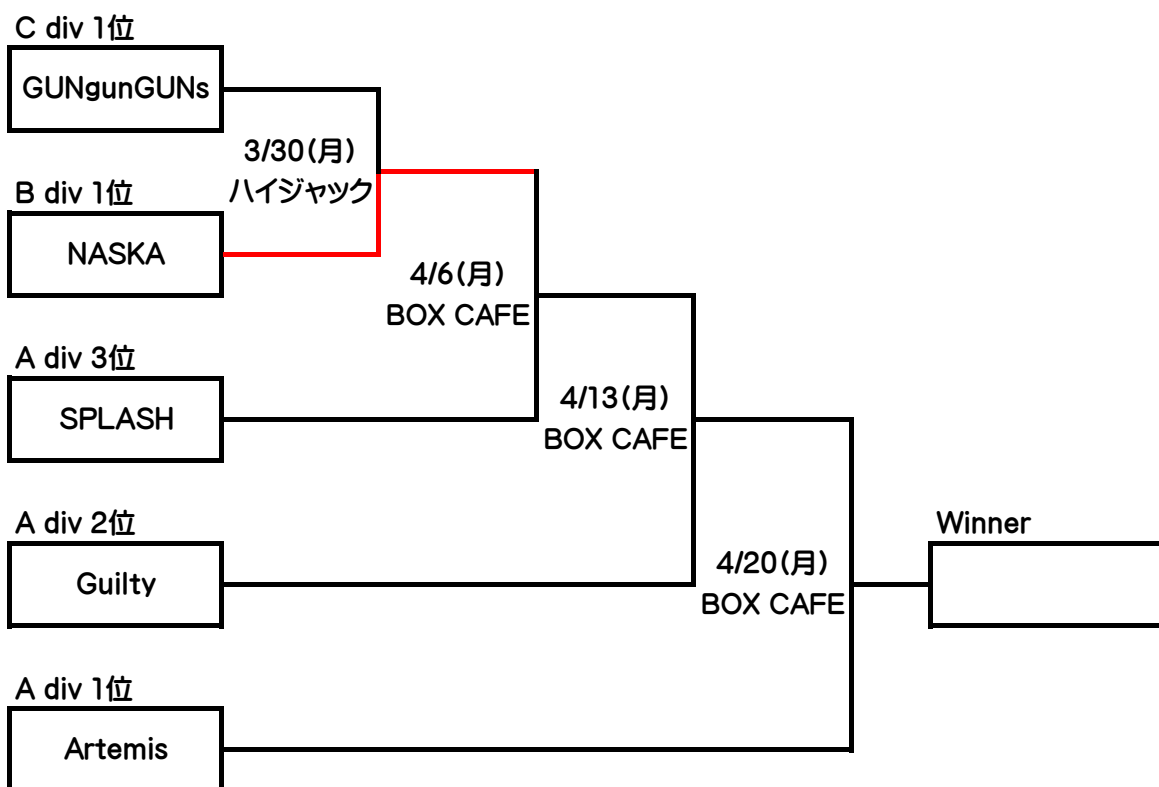 C div 1位
GUNgunGUNs
3/30(月)
ハイジャック
B div 1位
NASKA
4/6(月)
BOX CAFE
A div 3位
SPLASH
4/13(月)
BOX CAFE
A div 2位
Guilty
Winner
4/20(月)
BOX CAFE
A div 1位
Artemis